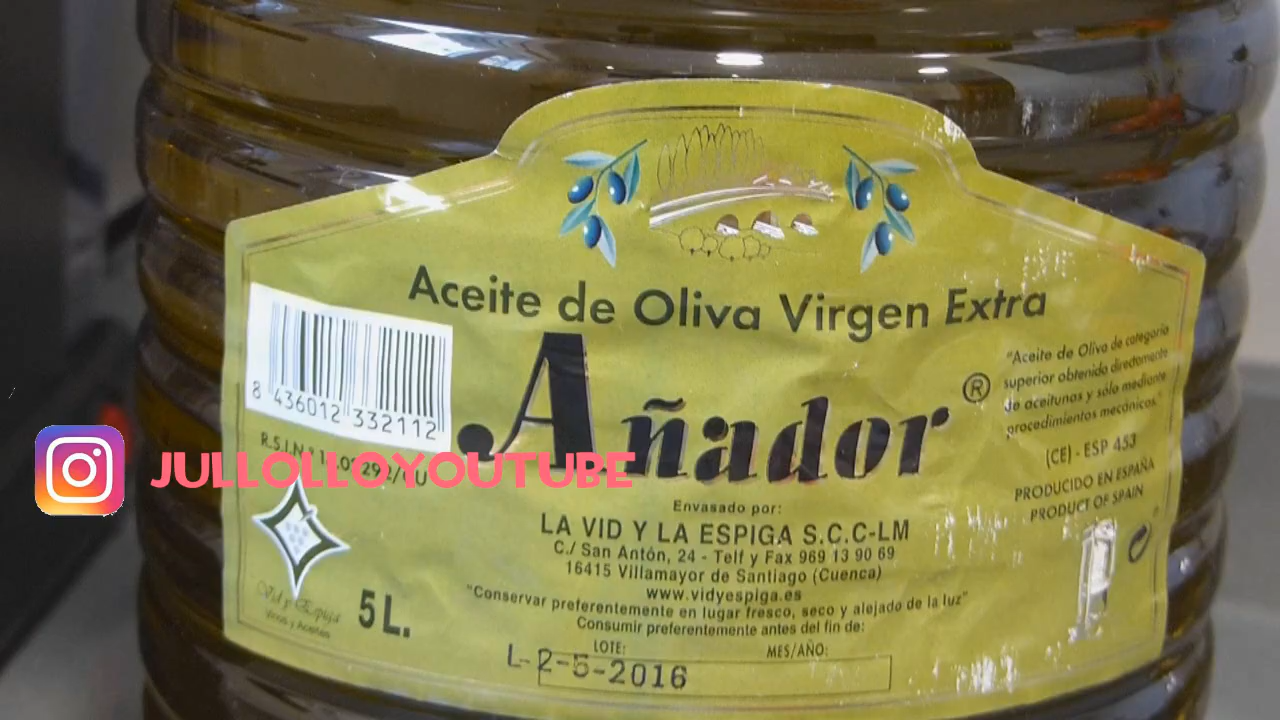 Aceite de Oliva Virgen Extra
Añador ®
8 436012 332112
"Aceite de Oliva de categoría
superior obtenido directamente
de aceitunas y sólo mediante
procedimientos mecánicos."
(CE) - ESP 453
PRODUCIDO EN ESPAÑA
PRODUCT OF SPAIN
JULLOLLOYOUTUBE
Envasado por:
LA VID Y LA ESPIGA S.C.C-LM
C./ San Antón, 24 - Telf y Fax 969 13 90 69
16415 Villamayor de Santiago (Cuenca)
www.vidyespiga.es
"Conservar preferentemente en lugar fresco, seco y alejado de la luz"
Consumir preferentemente antes del fin de:
Vid y Espiga
Vinos y Aceites
5 L.
LOTE: MES/AÑO:
L-2-5-2016